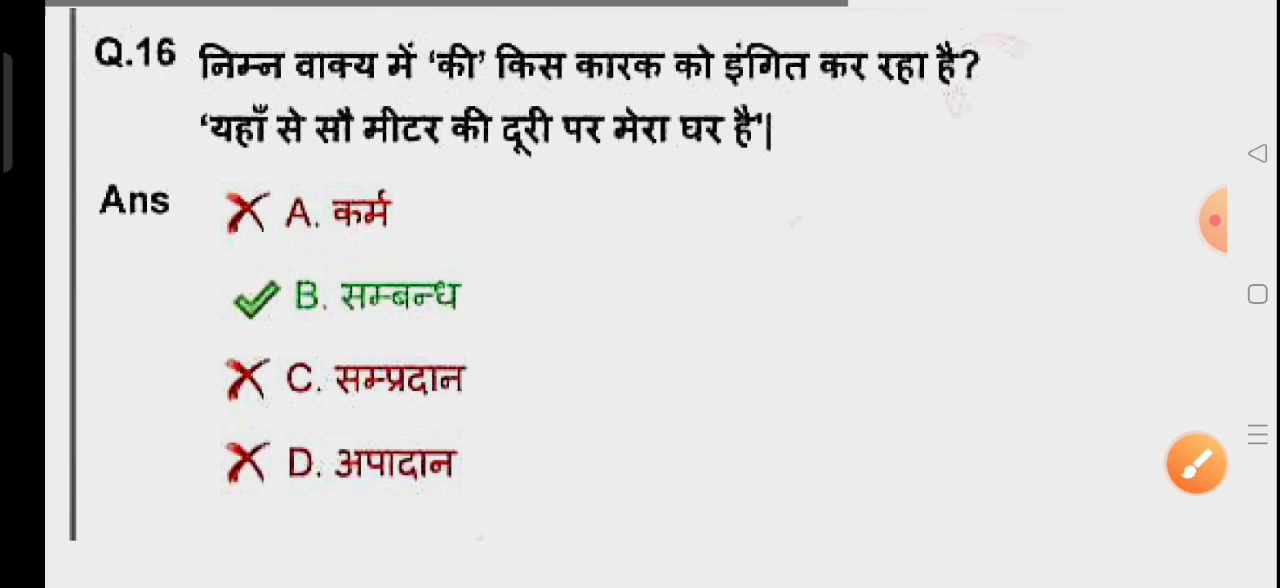 Q.16 निम्न वाक्य में ‘की’ किस कारक को इंगित कर रहा है?
‘यहाँ से सौ मीटर की दूरी पर मेरा घर है’|
Ans
A. कर्म
B. सम्बन्ध
C. सम्प्रदान
D. अपादान